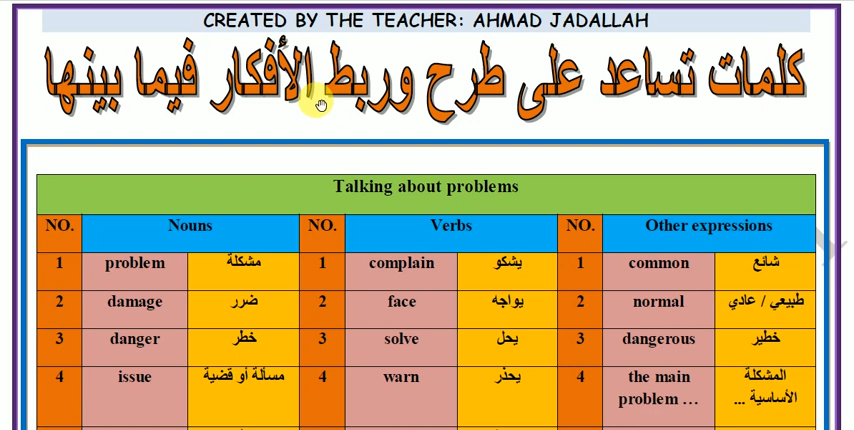 CREATED BY THE TEACHER: AHMAD JADALLAH
كلمات تساعد على طرح وربط الأفكار فيما بينها
Talking about problems
NO. Nouns NO. Verbs NO. Other expressions
1 problem مشكلة 1 complain يشكو 1 common شائع
2 damage ضرر 2 face يواجه 2 normal طبيعي / عادي
3 danger خطر 3 solve يحل 3 dangerous خطير
4 issue مسألة أو قضية 4 warn يحذر 4 the main المشكلة
problem … الأساسية ...